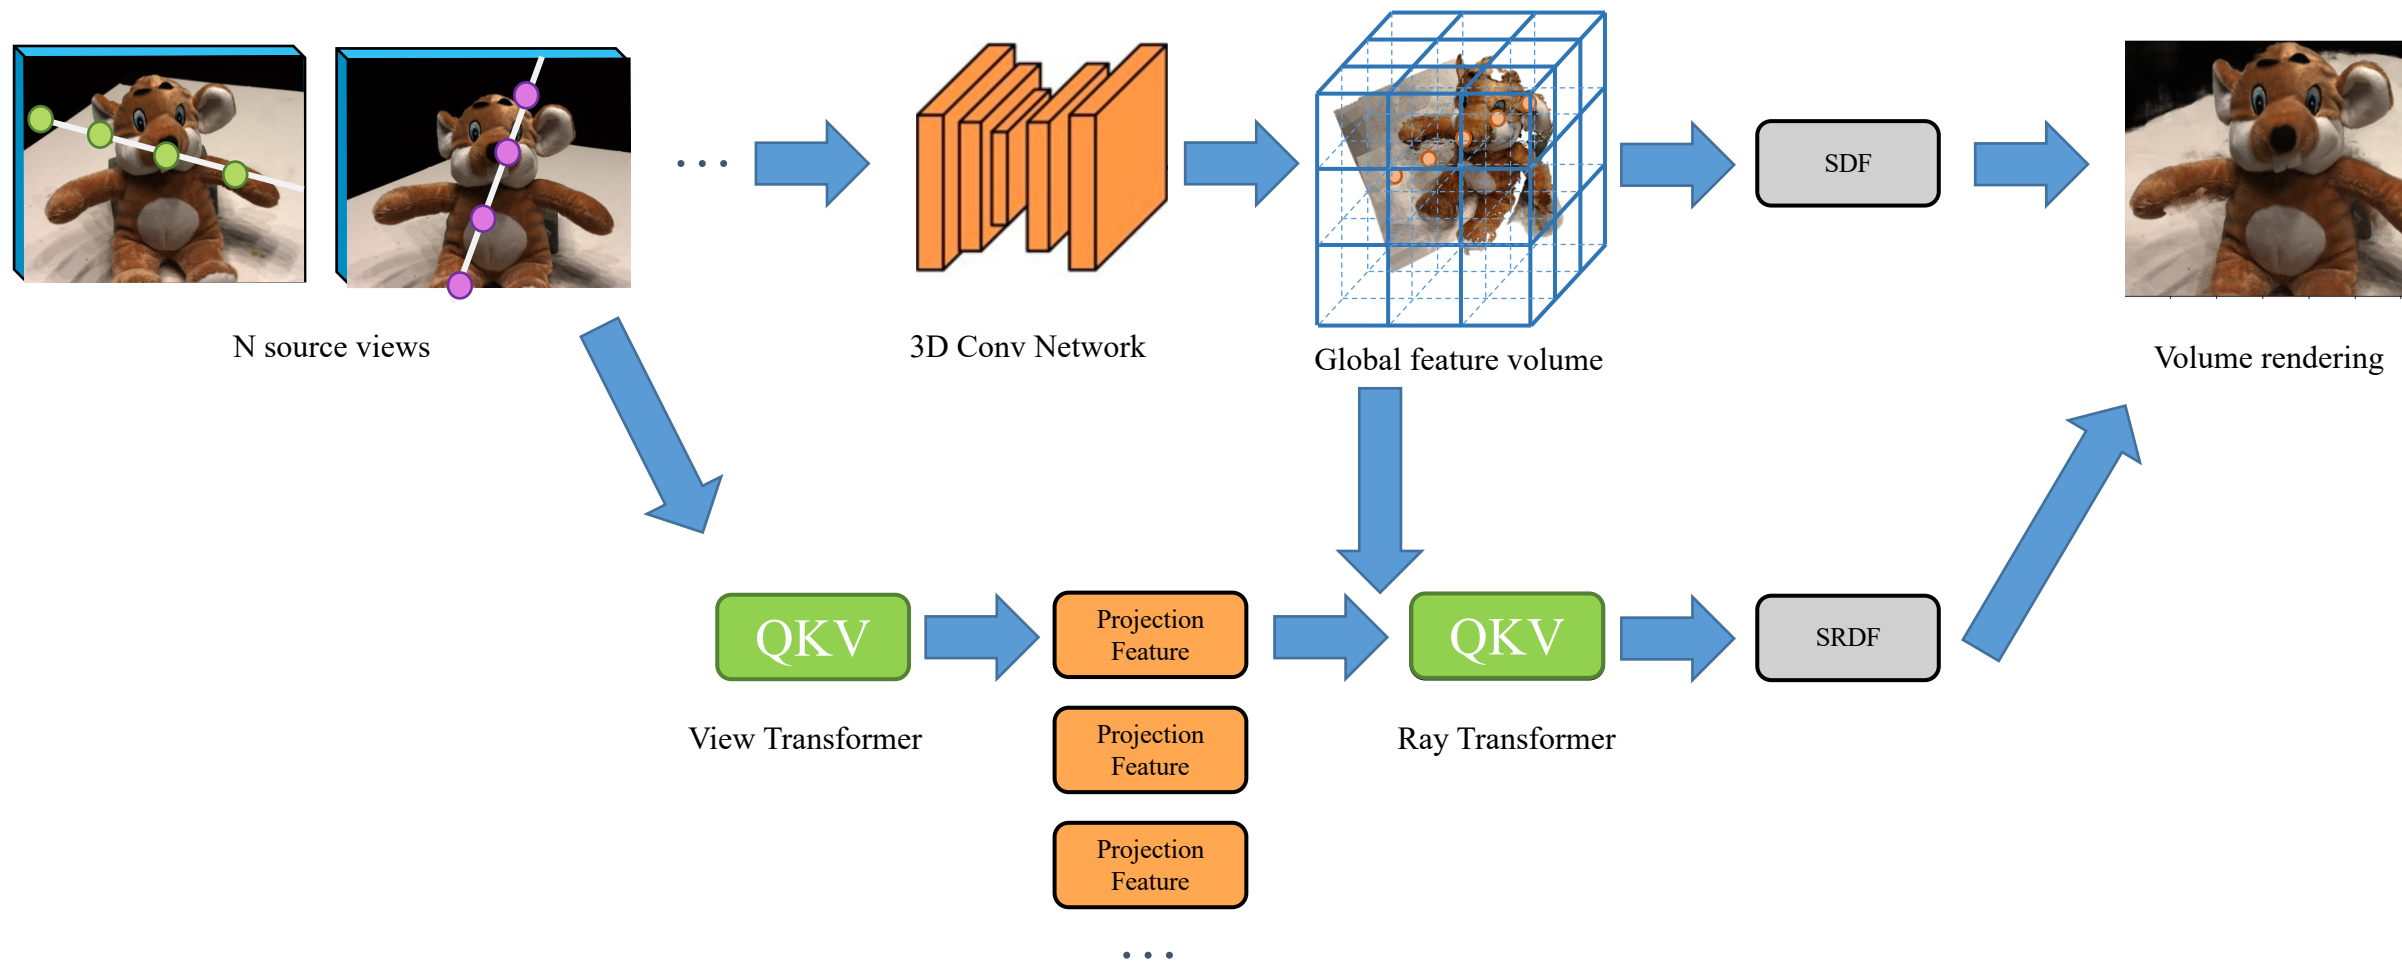 N source views
3D Conv Network
Global feature volume
SDF
Volume rendering
QKV
View Transformer
Projection
Feature
Projection
Feature
Projection
Feature
QKV
Ray Transformer
SRDF